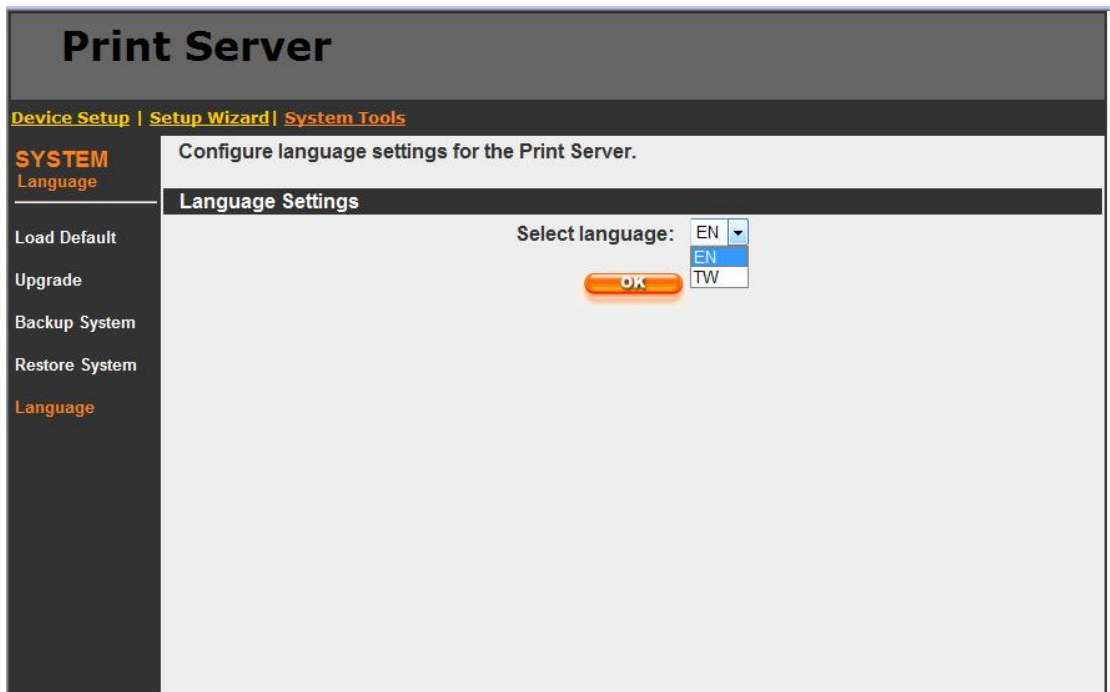 Print Server
Device Setup | Setup Wizard| System Tools
SYSTEM
Language
Load Default
Upgrade
Backup System
Restore System
Language
Configure language settings for the Print Server.
Language Settings
Select language: EN
EN
TW
OK